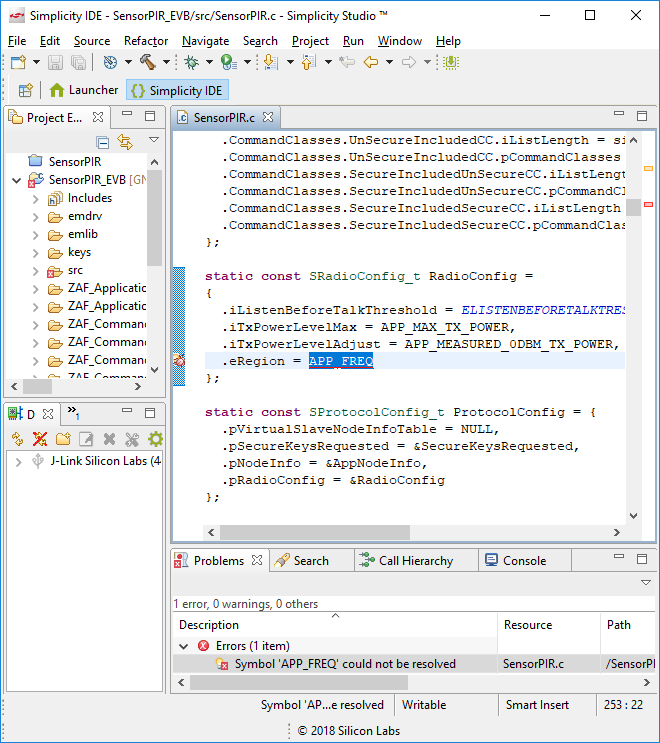 Simplicity IDE - SensorPIR_EVB/src/SensorPIR.c - Simplicity Studio ™
File Edit Source Refactor Navigate Search Project Run Window Help
Launcher Simplicity IDE
Project E...
SensorPIR
SensorPIR_EVB [GN
Includes
emdrv
emlib
keys
src
ZAF_Applicatio
ZAF_Applicatio
ZAF_Comman
ZAF_Comman
ZAF_Comman
ZAF_Comman
D
»1
J-Link Silicon Labs (44
SensorPIR.c
.CommandClasses.UnSecureIncludedCC.iListLength = si
.CommandClasses.UnSecureIncludedCC.pCommandClasses
.CommandClasses.SecureIncludedUnSecureCC.iListLengt
.CommandClasses.SecureIncludedUnSecureCC.pCommandCl
.CommandClasses.SecureIncludedSecureCC.iListLength
.CommandClasses.SecureIncludedSecureCC.pCommandClas
};
static const SRadioConfig_t RadioConfig =
{
.iListenBeforeTalkThreshold = ELISTENBEFORETALKTRES
.iTxPowerLevelMax = APP_MAX_TX_POWER,
.iTxPowerLevelAdjust = APP_MEASURED_0DBM_TX_POWER,
.eRegion = APP_FREQ
};
static const SProtocolConfig_t ProtocolConfig = {
.pVirtualSlaveNodeInfoTable = NULL,
.pSecureKeysRequested = &SecureKeysRequested,
.pNodeInfo = &AppNodeInfo,
.pRadioConfig = &RadioConfig
};
Problems Search Call Hierarchy Console
1 error, 0 warnings, 0 others
Description Resource Path
Errors (1 item)
Symbol 'APP_FREQ' could not be resolved SensorPIR.c /SensorPI
Symbol 'AP...e resolved Writable Smart Insert 253 : 22
© 2018 Silicon Labs